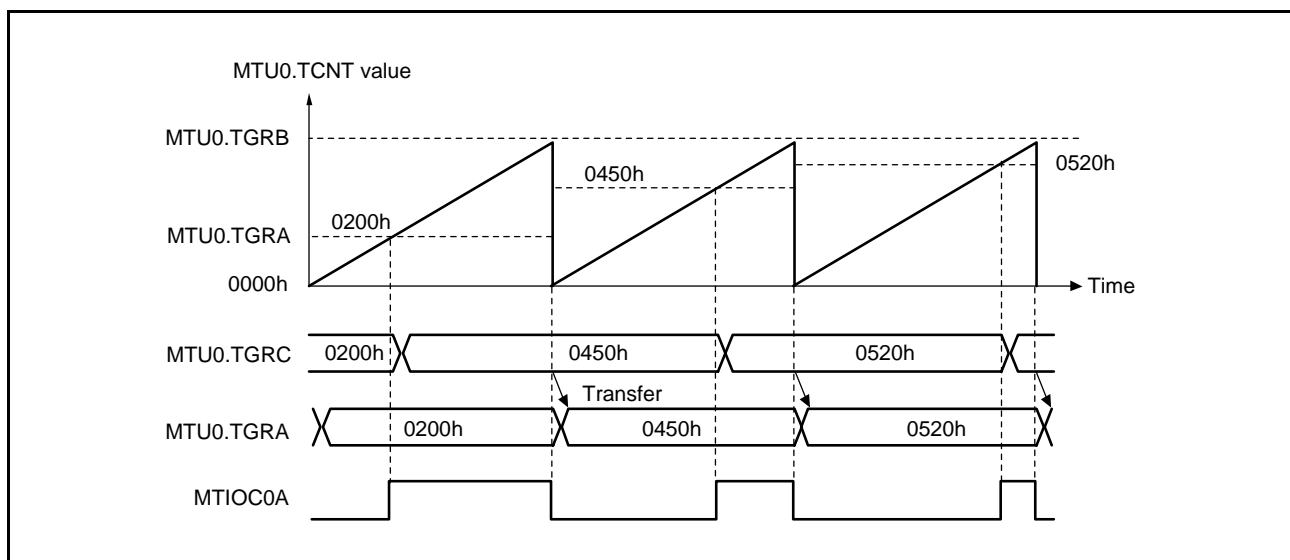 MTU0.TCNT value
MTU0.TGRB
0450h
0520h
0200h
MTU0.TGRA
0000h
Time
MTU0.TGRC
0200h
0450h
0520h
Transfer
MTU0.TGRA
0200h
0450h
0520h
MTIOC0A